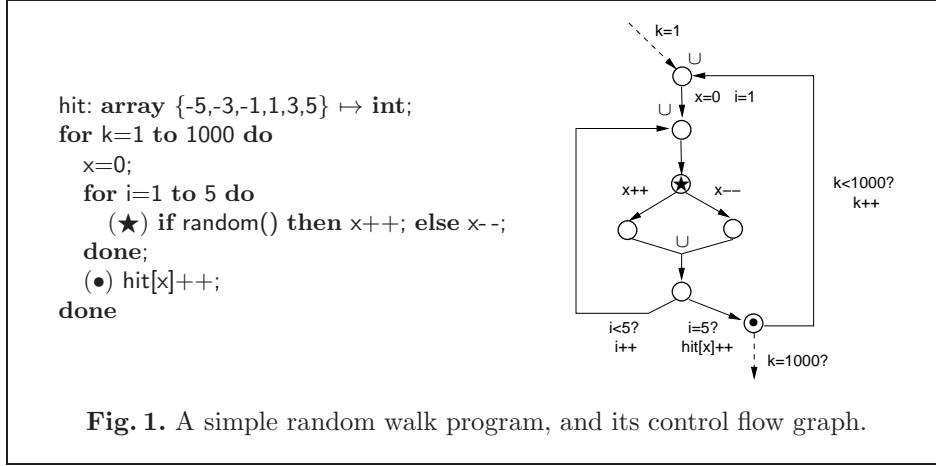 hit: array {-5,-3,-1,1,3,5} ↦ int;
for k=1 to 1000 do
x=0;
for i=1 to 5 do
(★) if random() then x++; else x--;
done;
(●) hit[x]++;
done
k=1
∪
x=0 i=1
∪
x++ x--
∪
k<1000?
k++
i<5? i=5?
i++ hit[x]++
k=1000?
Fig. 1. A simple random walk program, and its control flow graph.